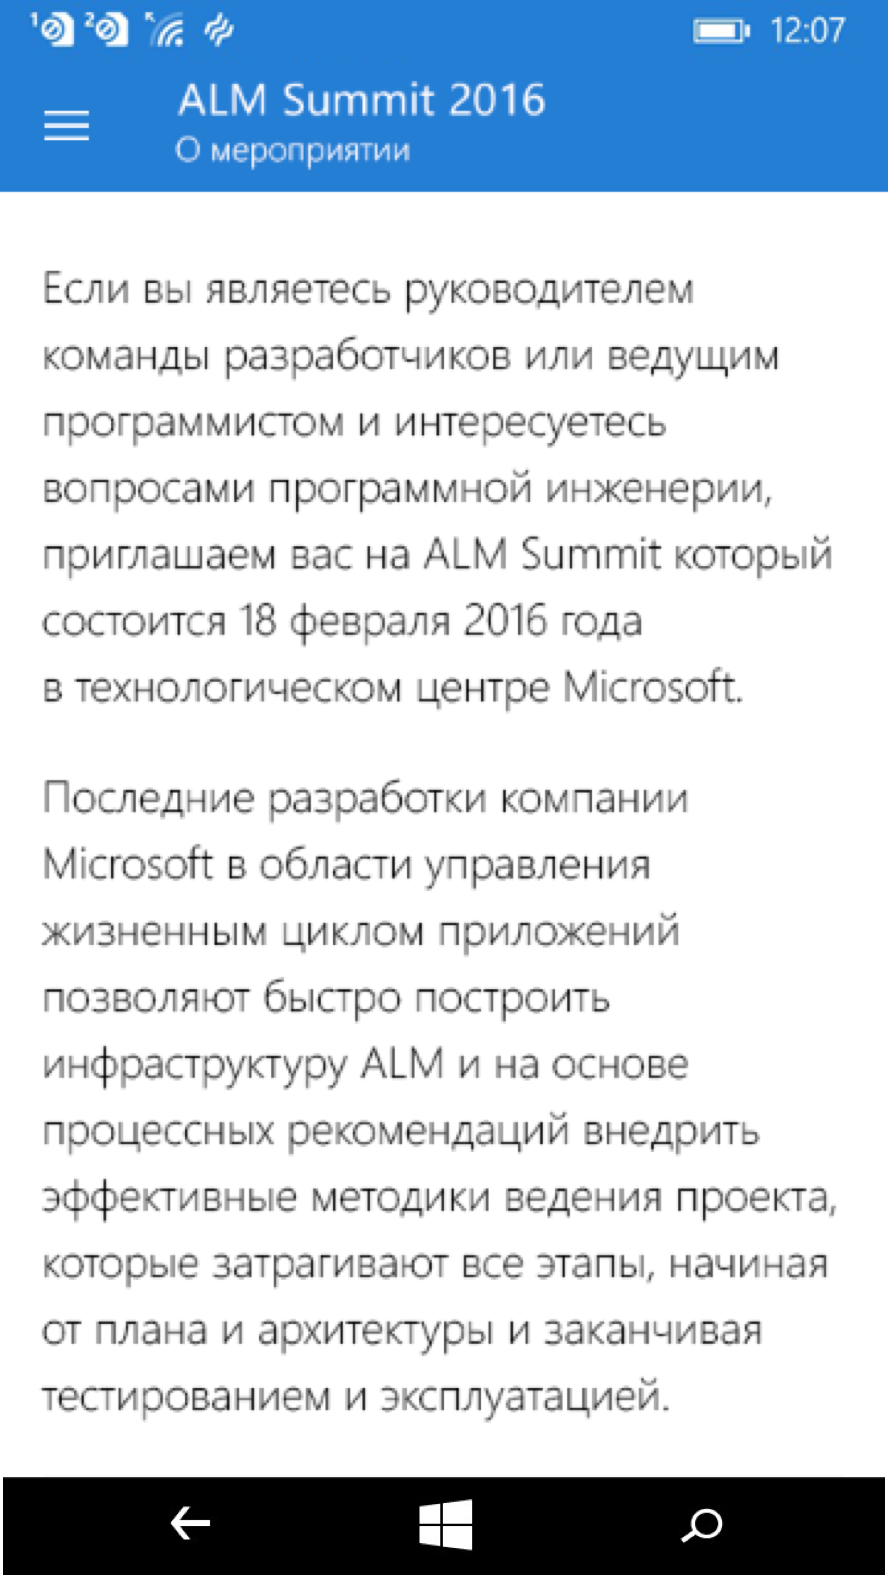 1 2 12:07
ALM Summit 2016
О мероприятии
Если вы являетесь руководителем
команды разработчиков или ведущим
программистом и интересуетесь
вопросами программной инженерии,
приглашаем вас на ALM Summit который
состоится 18 февраля 2016 года
в технологическом центре Microsoft.
Последние разработки компании
Microsoft в области управления
жизненным циклом приложений
позволяют быстро построить
инфраструктуру ALM и на основе
процессных рекомендаций внедрить
эффективные методики ведения проекта,
которые затрагивают все этапы, начиная
от плана и архитектуры и заканчивая
тестированием и эксплуатацией.